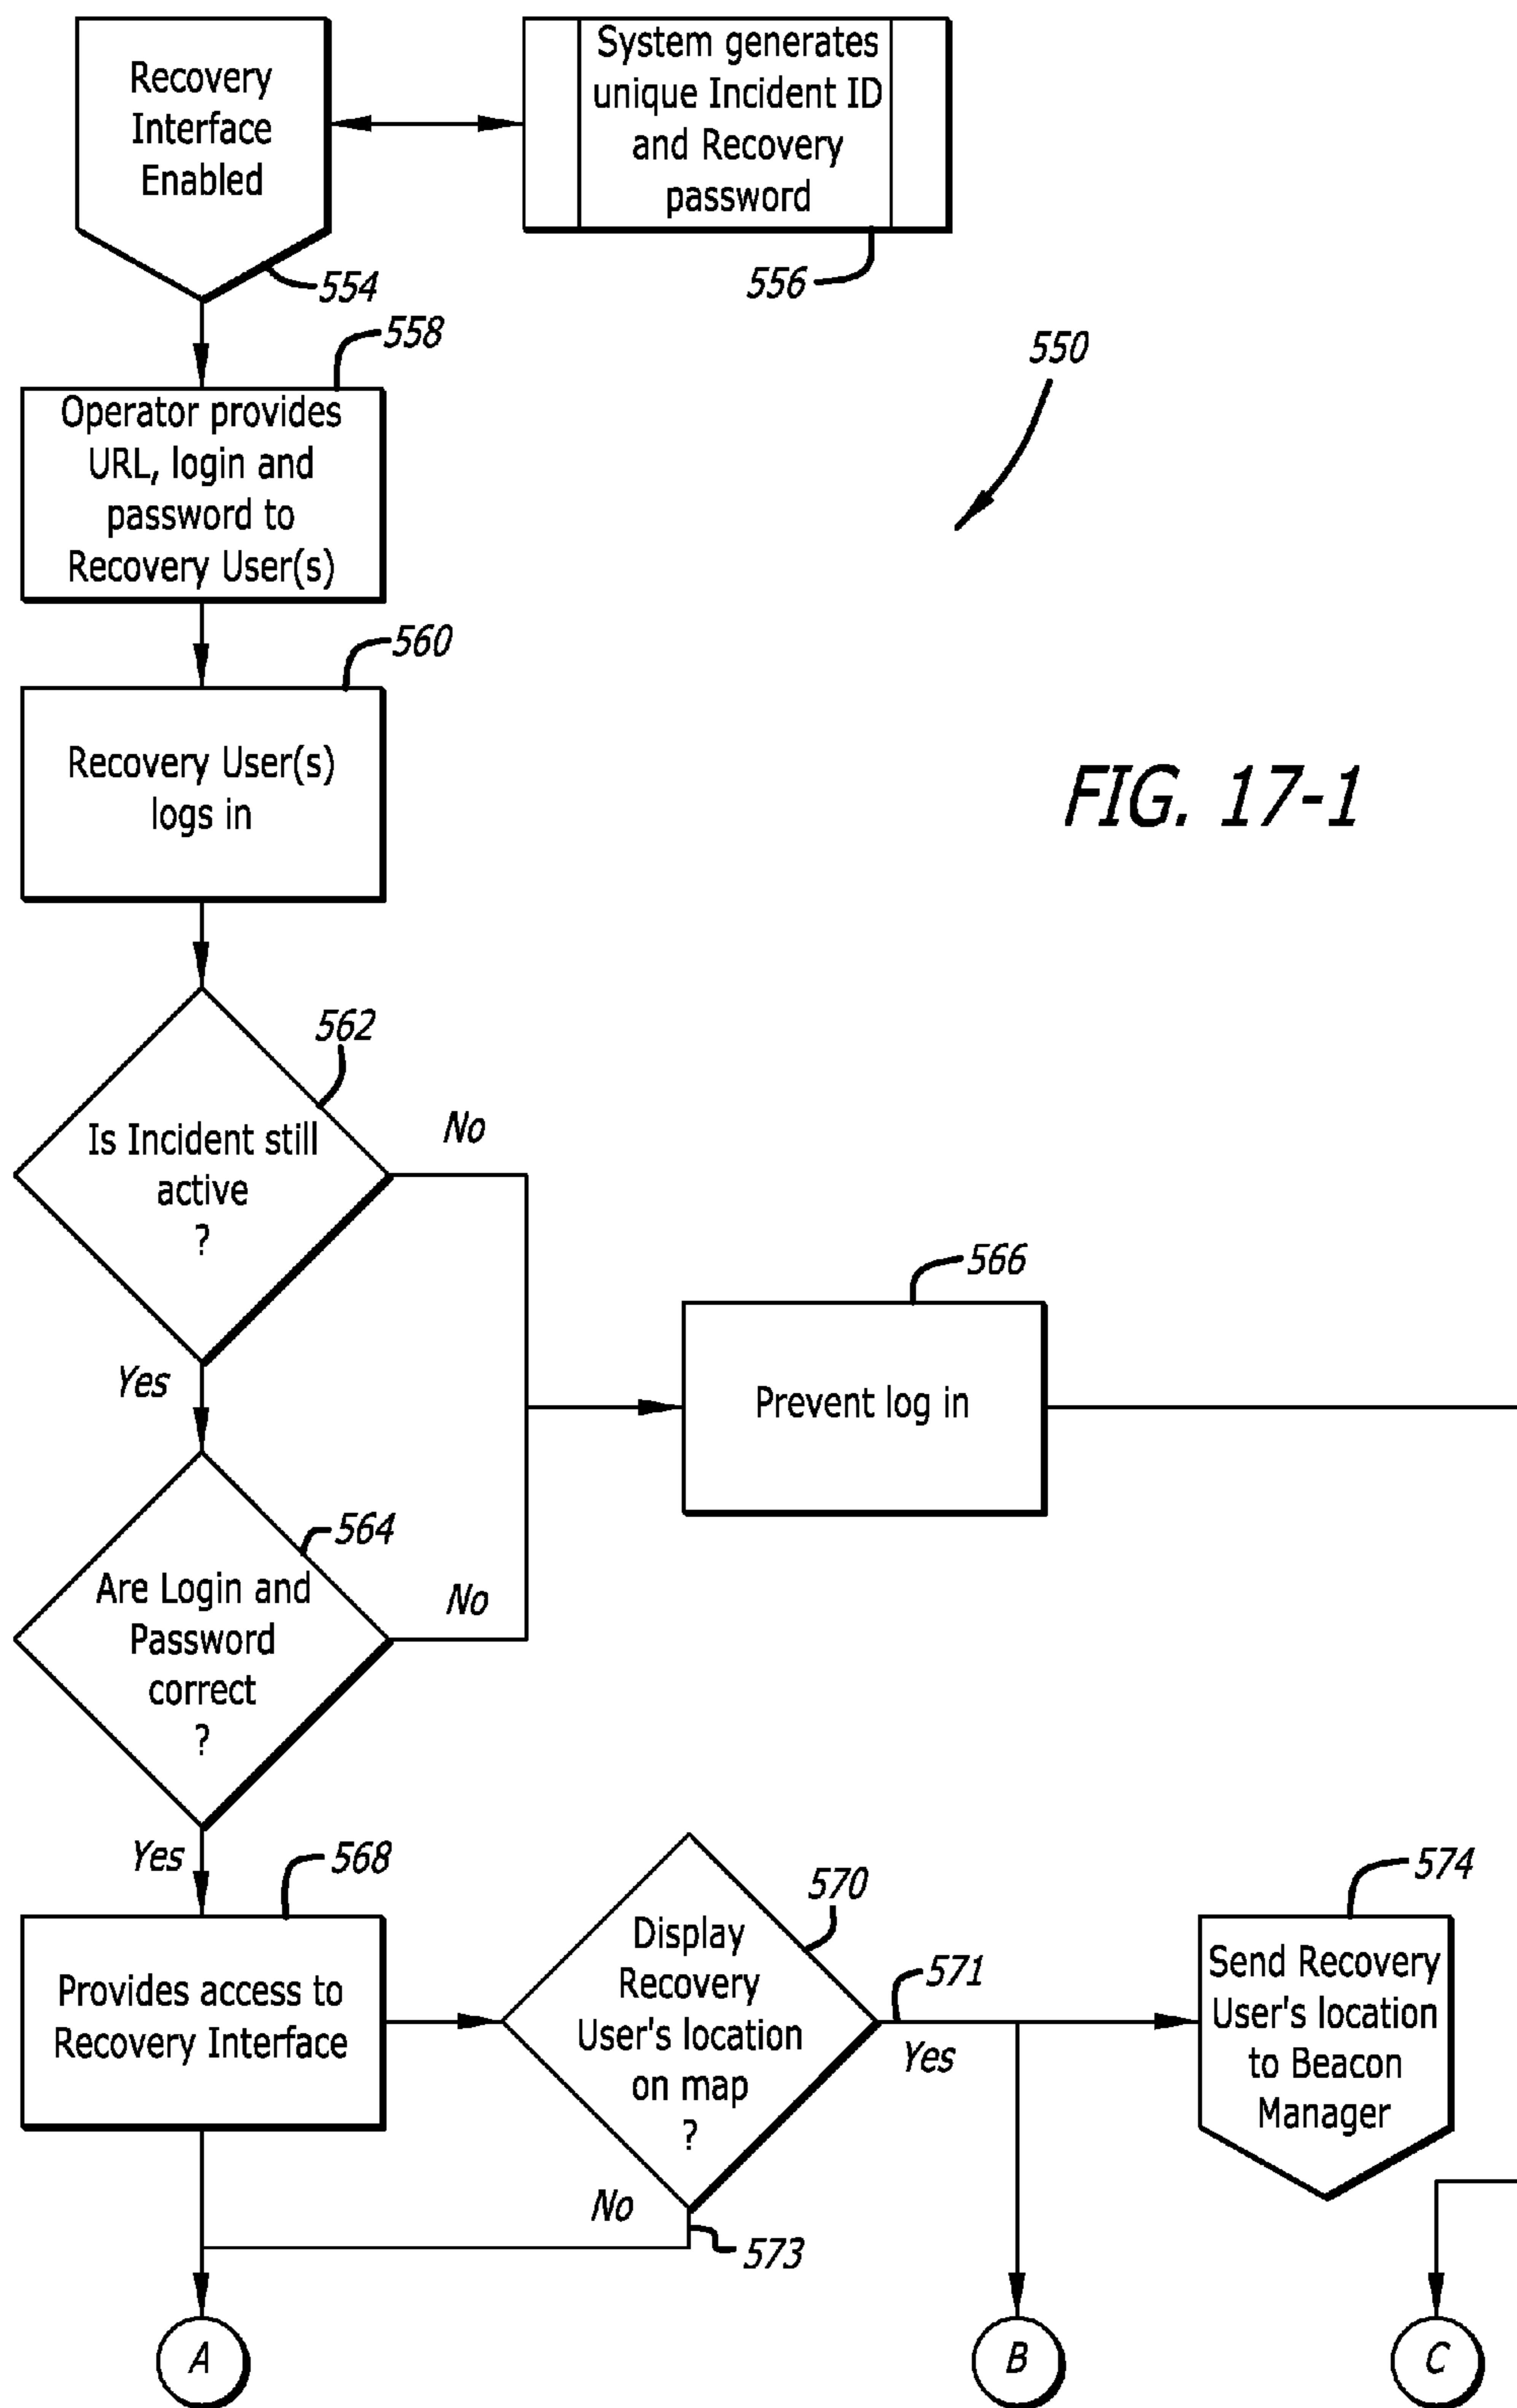 Recovery
Interface
Enabled
System generates
unique Incident ID
and Recovery
password
554
556
558
550
Operator provides
URL, login and
password to
Recovery User(s)
560
Recovery User(s)
logs in
FIG. 17-1
562
Is Incident still
active
?
No
Yes
566
Prevent log in
564
Are Login and
Password
correct
?
No
Yes
568
Provides access to
Recovery Interface
570
Display
Recovery
User's location
on map
?
571
Yes
No
573
574
Send Recovery
User's location
to Beacon
Manager
A
B
C